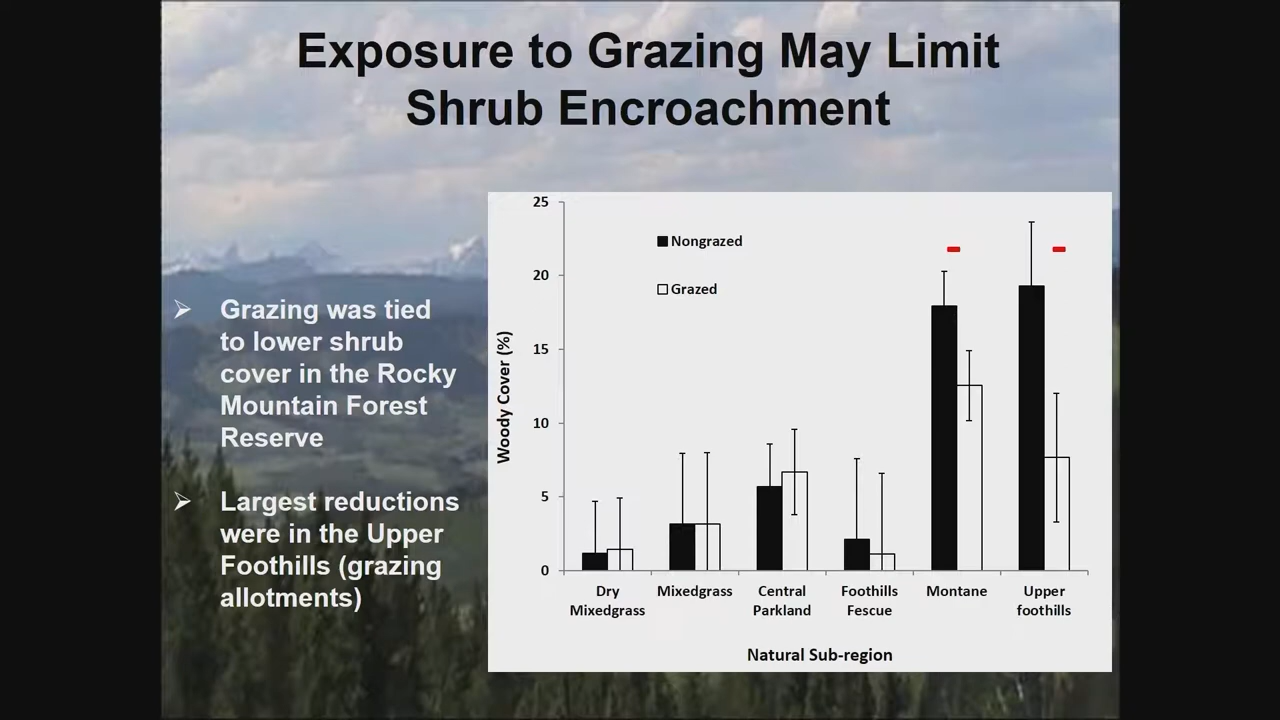 Exposure to Grazing May Limit
Shrub Encroachment
➢ Grazing was tied
to lower shrub
cover in the Rocky
Mountain Forest
Reserve
➢ Largest reductions
were in the Upper
Foothills (grazing
allotments)
25
20
15
10
5
0
Woody Cover (%)
Nongrazed
Grazed
Dry
Mixedgrass
Mixedgrass
Central
Parkland
Foothills
Fescue
Montane
Upper
foothills
Natural Sub-region